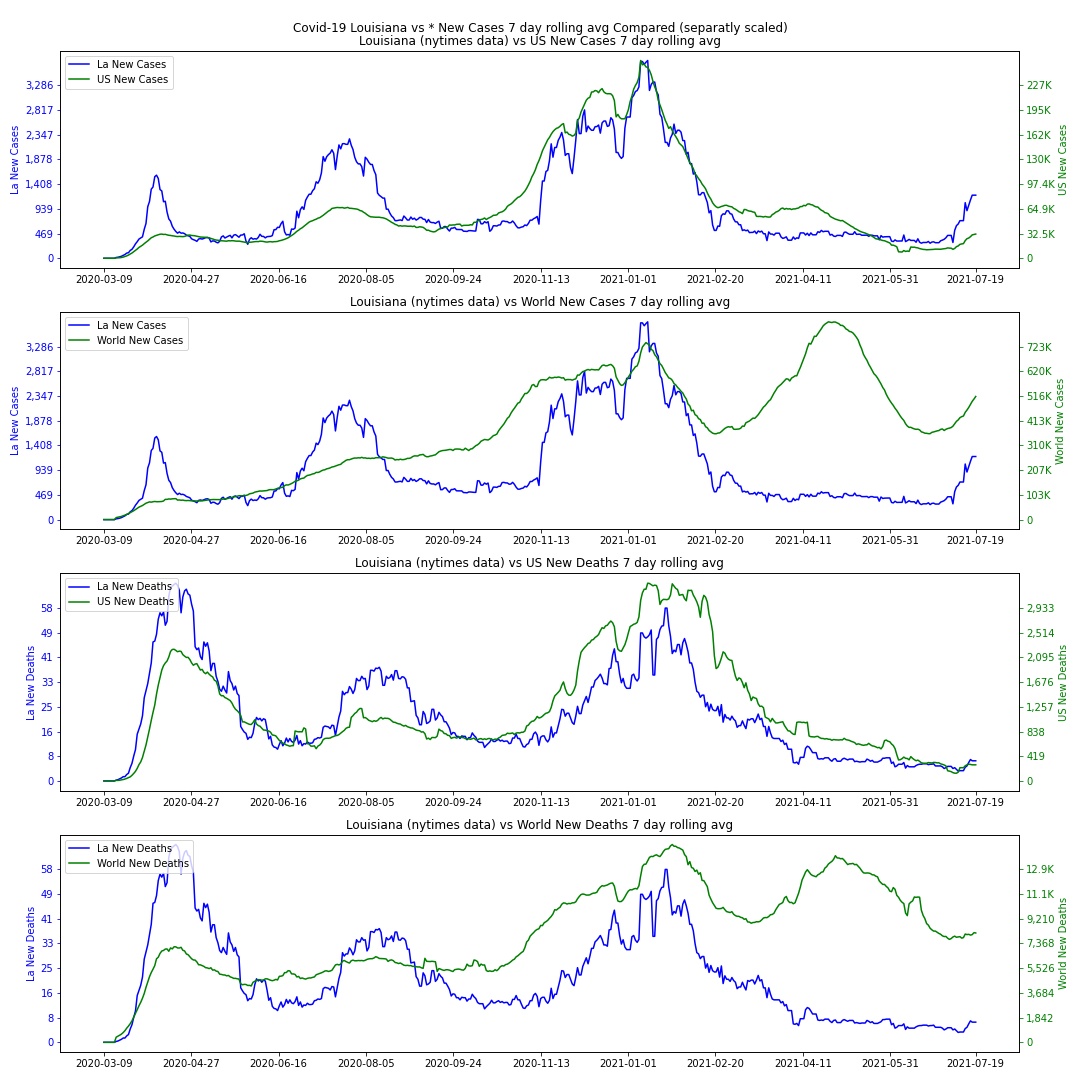 Covid-19 Louisiana vs * New Cases 7 day rolling avg Compared (separatly scaled)
Louisiana (nytimes data) vs US New Cases 7 day rolling avg
La New Cases
US New Cases
3,286
2,817
2,347
1,878
1,408
939
469
0
La New Cases
227K
195K
162K
130K
97.4K
64.9K
32.5K
0
US New Cases
2020-03-09 2020-04-27 2020-06-16 2020-08-05 2020-09-24 2020-11-13 2021-01-01 2021-02-20 2021-04-11 2021-05-31 2021-07-19
Louisiana (nytimes data) vs World New Cases 7 day rolling avg
La New Cases
World New Cases
3,286
2,817
2,347
1,878
1,408
939
469
0
La New Cases
723K
620K
516K
413K
310K
207K
103K
0
World New Cases
2020-03-09 2020-04-27 2020-06-16 2020-08-05 2020-09-24 2020-11-13 2021-01-01 2021-02-20 2021-04-11 2021-05-31 2021-07-19
Louisiana (nytimes data) vs US New Deaths 7 day rolling avg
La New Deaths
US New Deaths
58
49
41
33
25
16
8
0
La New Deaths
2,933
2,514
2,095
1,676
1,257
838
419
0
US New Deaths
2020-03-09 2020-04-27 2020-06-16 2020-08-05 2020-09-24 2020-11-13 2021-01-01 2021-02-20 2021-04-11 2021-05-31 2021-07-19
Louisiana (nytimes data) vs World New Deaths 7 day rolling avg
La New Deaths
World New Deaths
58
49
41
33
25
16
8
0
La New Deaths
12.9K
11.1K
9,210
7,368
5,526
3,684
1,842
0
World New Deaths
2020-03-09 2020-04-27 2020-06-16 2020-08-05 2020-09-24 2020-11-13 2021-01-01 2021-02-20 2021-04-11 2021-05-31 2021-07-19